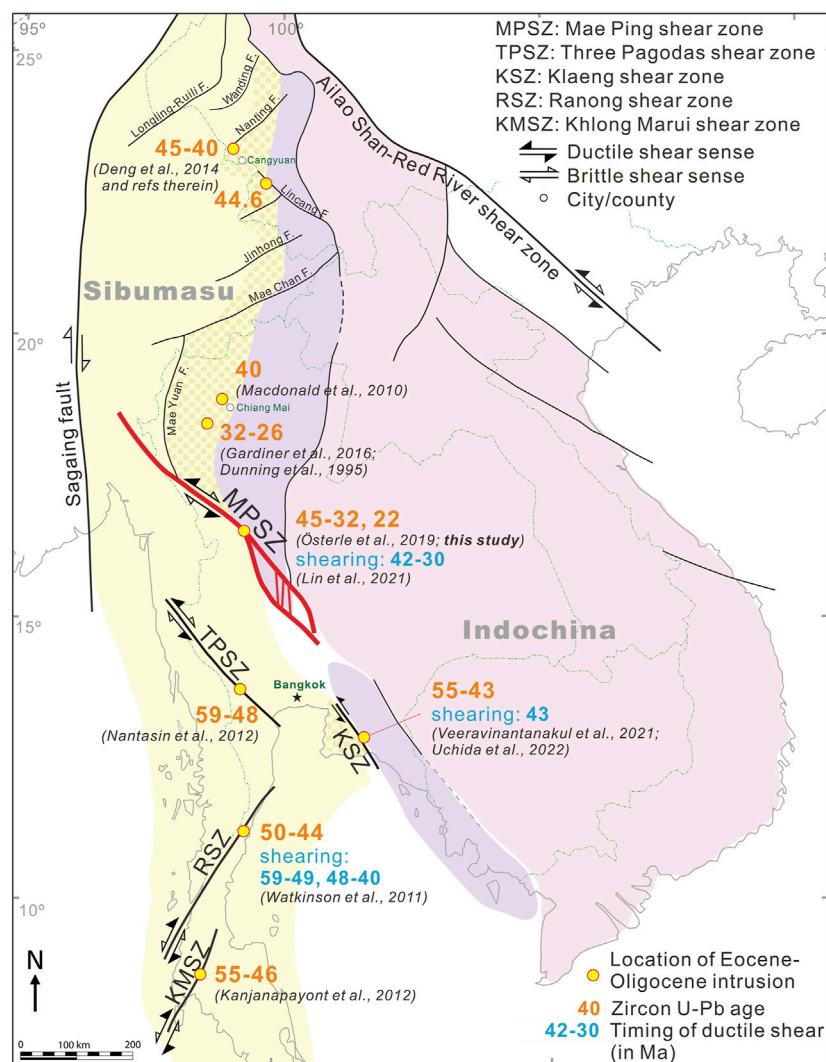 95°
100°
25°
20°
15°
10°
MPSZ: Mae Ping shear zone
TPSZ: Three Pagodas shear zone
KSZ: Klaeng shear zone
RSZ: Ranong shear zone
KMSZ: Khlong Marui shear zone
Ductile shear sense
Brittle shear sense
City/county
Longling-Ruili F.
Wanding F.
Nanting F.
Ailao Shan-Red River shear zone
45-40
(Deng et al., 2014
and refs therein)
Cangyuan
44.6
Lincang F.
Jinhong F.
Sibumasu
Mae Chan F.
Sagaing fault
Mae Yuan F.
40
(Macdonald et al., 2010)
Chiang Mai
32-26
(Gardiner et al., 2016;
Dunning et al., 1995)
MPSZ
45-32, 22
(Österle et al., 2019; this study)
shearing: 42-30
(Lin et al., 2021)
Indochina
TPSZ
59-48
(Nantasin et al., 2012)
Bangkok
KSZ
55-43
shearing: 43
(Veeravinantanakul et al., 2021;
Uchida et al., 2022)
RSZ
50-44
shearing:
59-49, 48-40
(Watkinson et al., 2011)
KMSZ
55-46
(Kanjanapayont et al., 2012)
N
0 100 km 200
Location of Eocene-
Oligocene intrusion
40 Zircon U-Pb age
42-30 Timing of ductile shear
(in Ma)